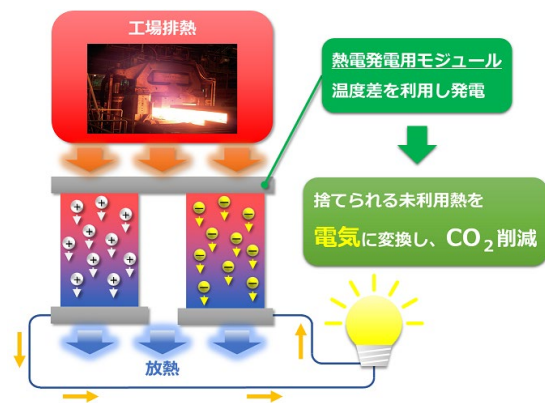 工場排熱
熱電発電用モジュール
温度差を利用し発電
捨てられる未利用熱を
電気に変換し、CO₂削減
放熱